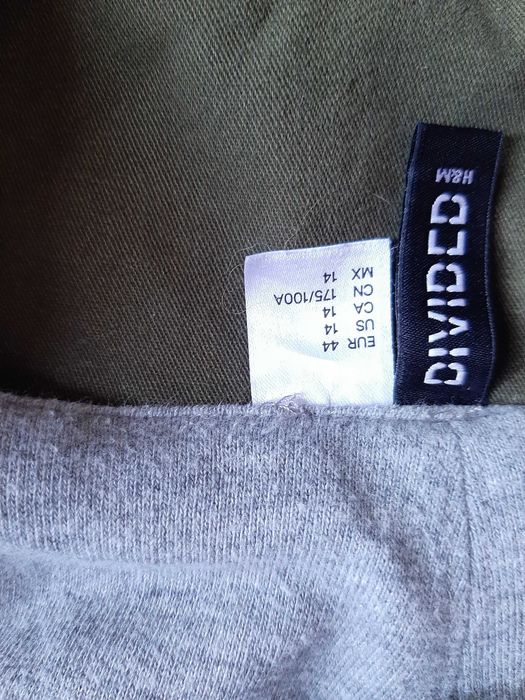 DIVIDED
H&M
EUR 44
US 14
CA 14
CN 175/100A
MX 14